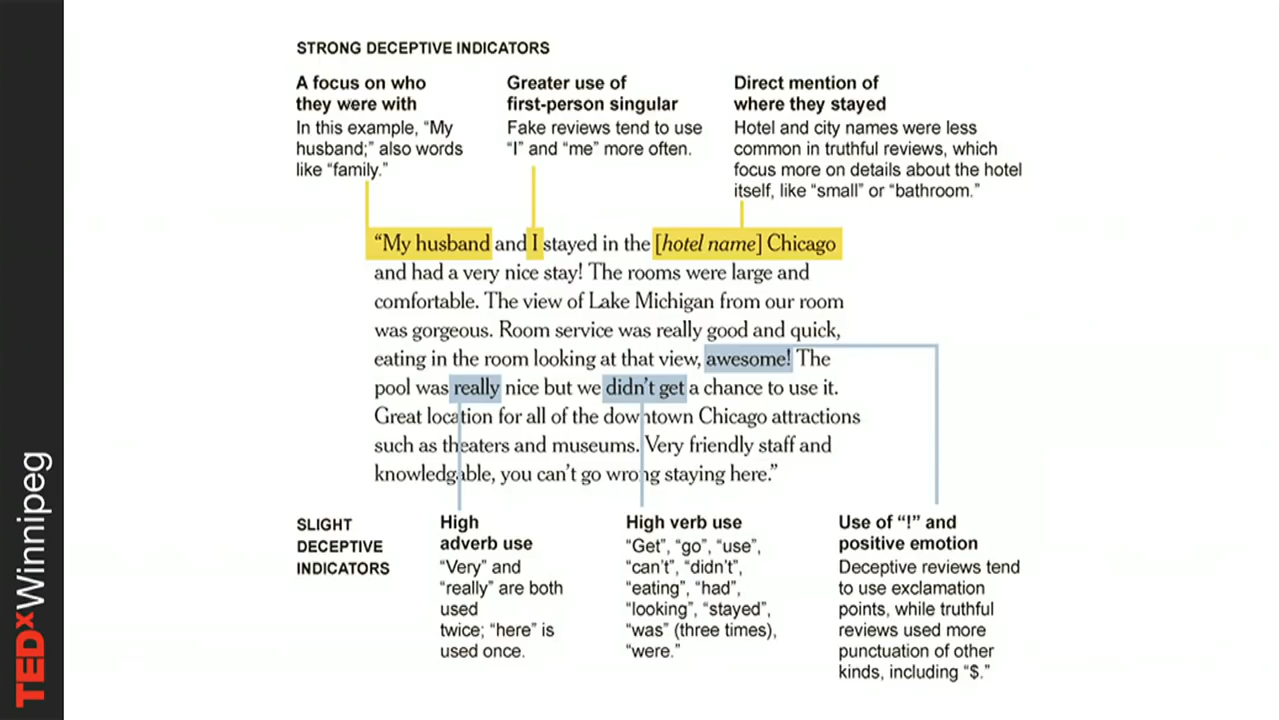 STRONG DECEPTIVE INDICATORS
A focus on who
they were with
In this example, “My
husband;” also words
like “family.”
Greater use of
first-person singular
Fake reviews tend to use
“I” and “me” more often.
Direct mention of
where they stayed
Hotel and city names were less
common in truthful reviews, which
focus more on details about the hotel
itself, like “small” or “bathroom.”
“My husband and I stayed in the [hotel name] Chicago
and had a very nice stay! The rooms were large and
comfortable. The view of Lake Michigan from our room
was gorgeous. Room service was really good and quick,
eating in the room looking at that view, awesome! The
pool was really nice but we didn’t get a chance to use it.
Great location for all of the downtown Chicago attractions
such as theaters and museums. Very friendly staff and
knowledgable, you can’t go wrong staying here.”
SLIGHT
DECEPTIVE
INDICATORS
High
adverb use
“Very” and
“really” are both
used
twice; “here” is
used once.
High verb use
“Get”, “go”, “use”,
“can’t”, “didn’t”,
“eating”, “had”,
“looking”, “stayed”,
“was” (three times),
“were.”
Use of “!” and
positive emotion
Deceptive reviews tend
to use exclamation
points, while truthful
reviews used more
punctuation of other
kinds, including “$.”
TEDxWinnipeg